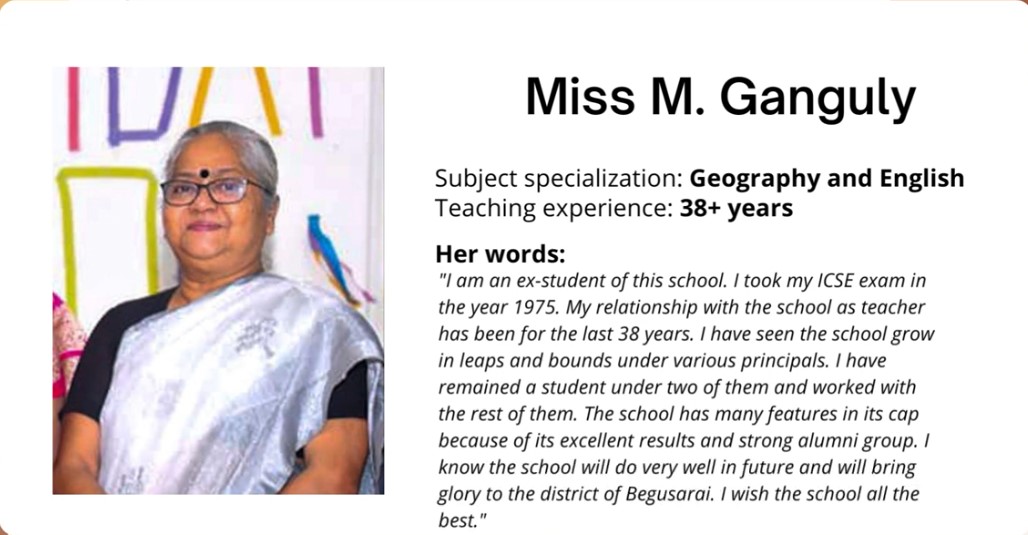 Miss M. Ganguly
Subject specialization: Geography and English
Teaching experience: 38+ years
Her words:
"I am an ex-student of this school. I took my ICSE exam in
the year 1975. My relationship with the school as teacher
has been for the last 38 years. I have seen the school grow
in leaps and bounds under various principals. I have
remained a student under two of them and worked with
the rest of them. The school has many features in its cap
because of its excellent results and strong alumni group. I
know the school will do very well in future and will bring
glory to the district of Begusarai. I wish the school all the
best."